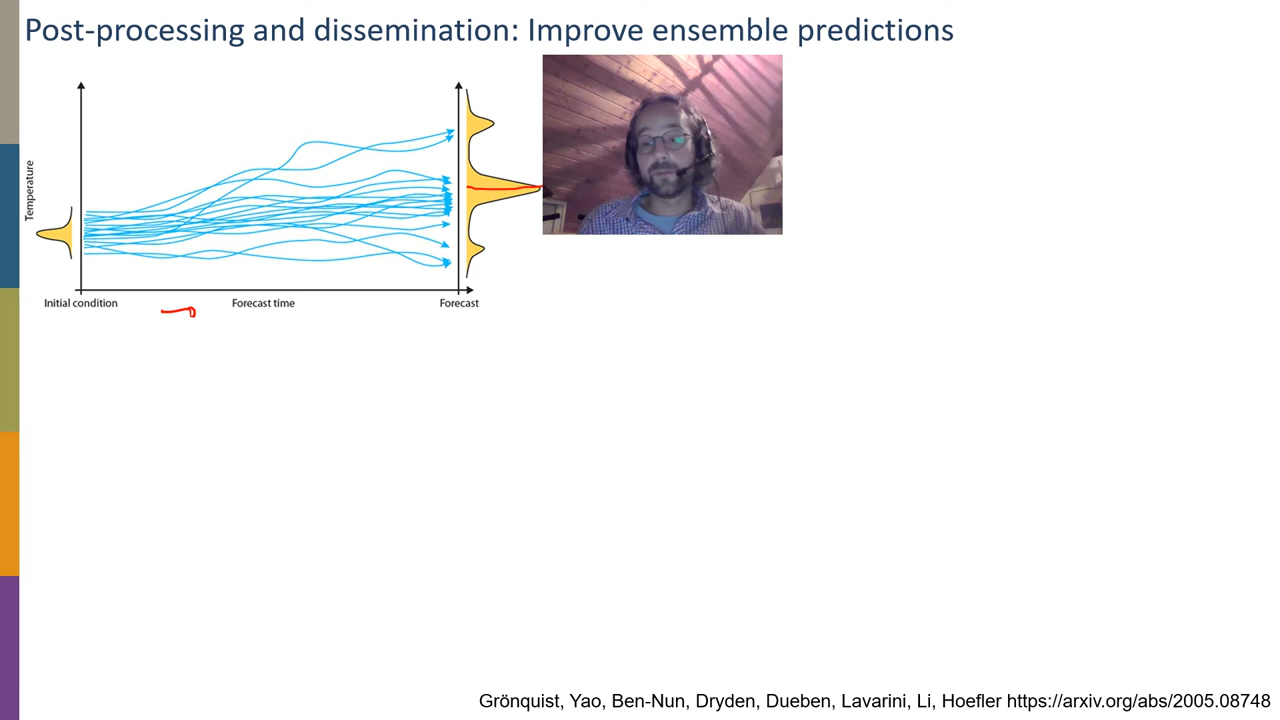 Post-processing and dissemination: Improve ensemble predictions
Temperature
Initial condition
Forecast time
Forecast
Grönquist, Yao, Ben-Nun, Dryden, Dueben, Lavarini, Li, Hoefler https://arxiv.org/abs/2005.08748